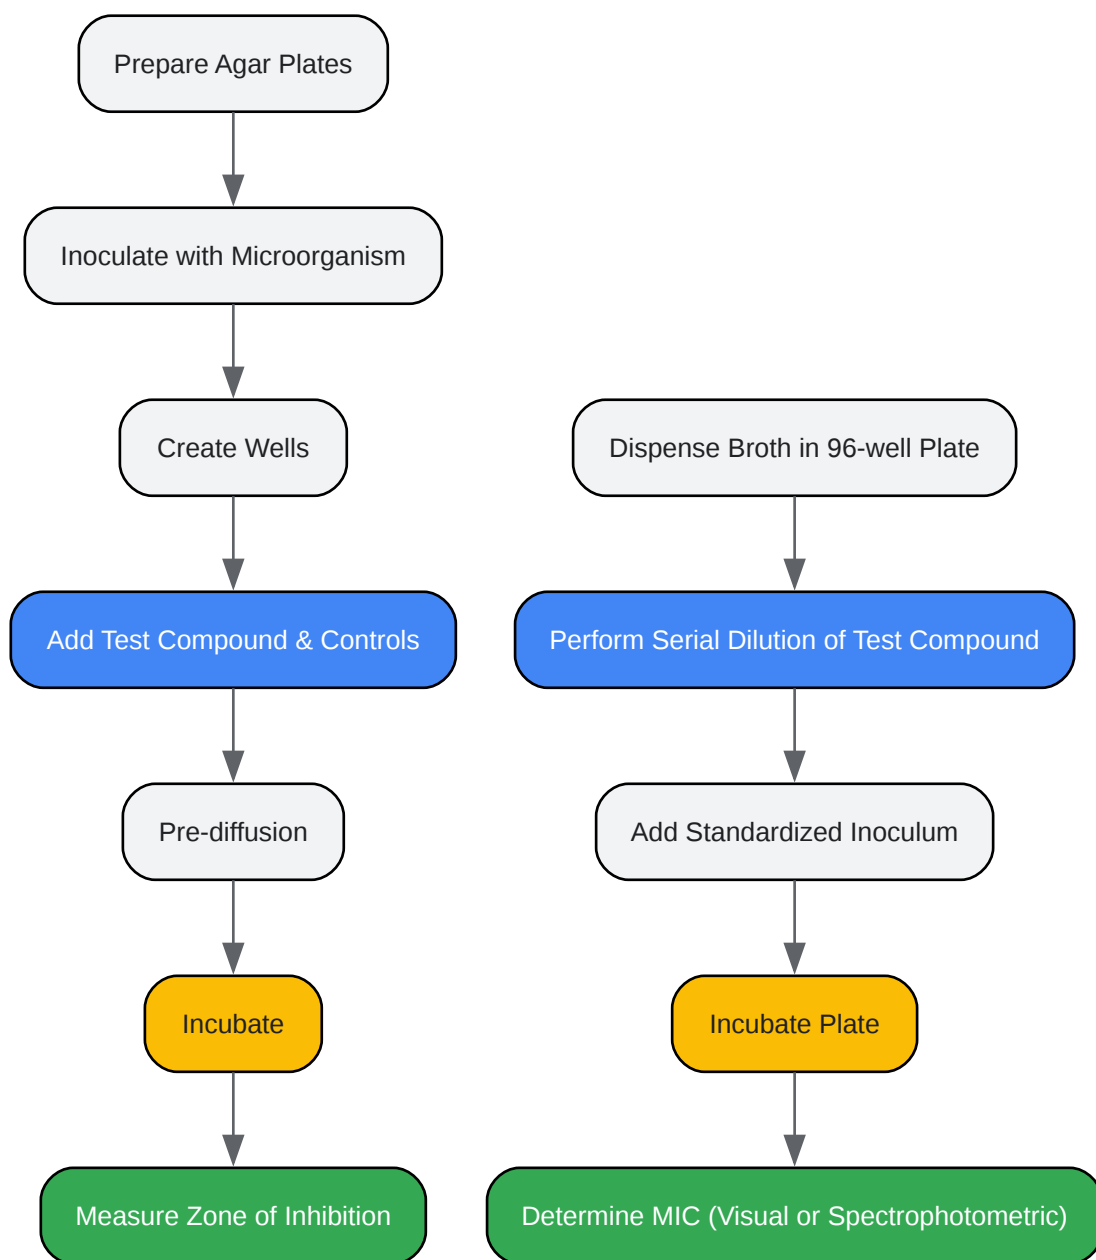 Prepare Agar Plates
Inoculate with Microorganism
Create Wells
Add Test Compound & Controls
Pre-diffusion
Incubate
Measure Zone of Inhibition
Dispense Broth in 96-well Plate
Perform Serial Dilution of Test Compound
Add Standardized Inoculum
Incubate Plate
Determine MIC (Visual or Spectrophotometric)